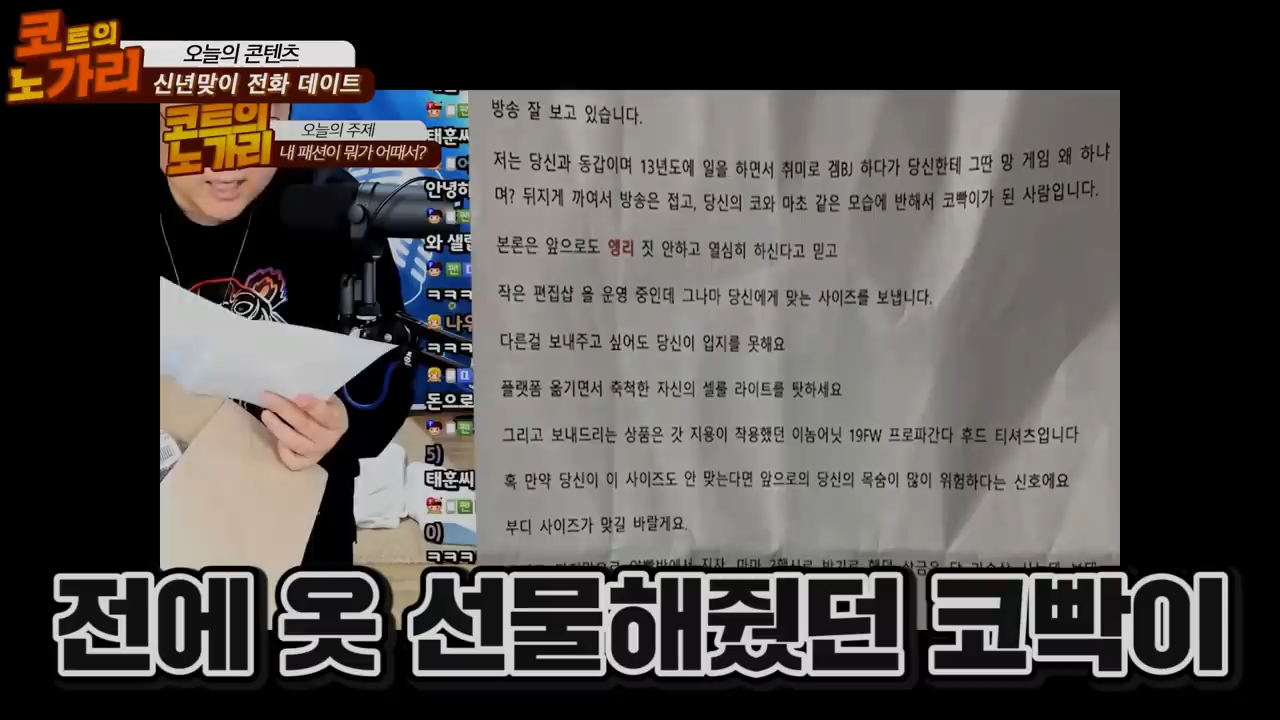 코트의
노가리
오늘의 콘텐츠
신년맞이 전화 데이트
코트의
노가리
오늘의 주제
내 패션이 뭐가 어때서?
태훈씨
안녕하
와 샐럽
ㅋㅋㅋ
나우
ㅋㅋㅋ
돈으로
5)
태훈씨
0)
ㅋㅋㅋ
방송 잘 보고 있습니다.
저는 당신과 동갑이며 13년도에 일을 하면서 취미로 겜BJ 하다가 당신한테 그딴 망 게임 왜 하냐
며? 뒤지게 까여서 방송은 접고, 당신의 코와 마초 같은 모습에 반해서 코빡이가 된 사람입니다.
본론은 앞으로도 앵리 짓 안하고 열심히 하신다고 믿고
작은 편집샵 을 운영 중인데 그나마 당신에게 맞는 사이즈를 보냅니다.
다른걸 보내주고 싶어도 당신이 입지를 못해요
플랫폼 옮기면서 축척한 자신의 셀룰 라이트를 탓하세요
그리고 보내드리는 상품은 갓 지용이 착용했던 이놈어닛 19FW 프로파간다 후드 티셔츠입니다
혹 만약 당신이 이 사이즈도 안 맞는다면 앞으로의 당신의 목숨이 많이 위험하다는 신호에요
부디 사이즈가 맞길 바랄게요.
전에 옷 선물해줬던 코빡이